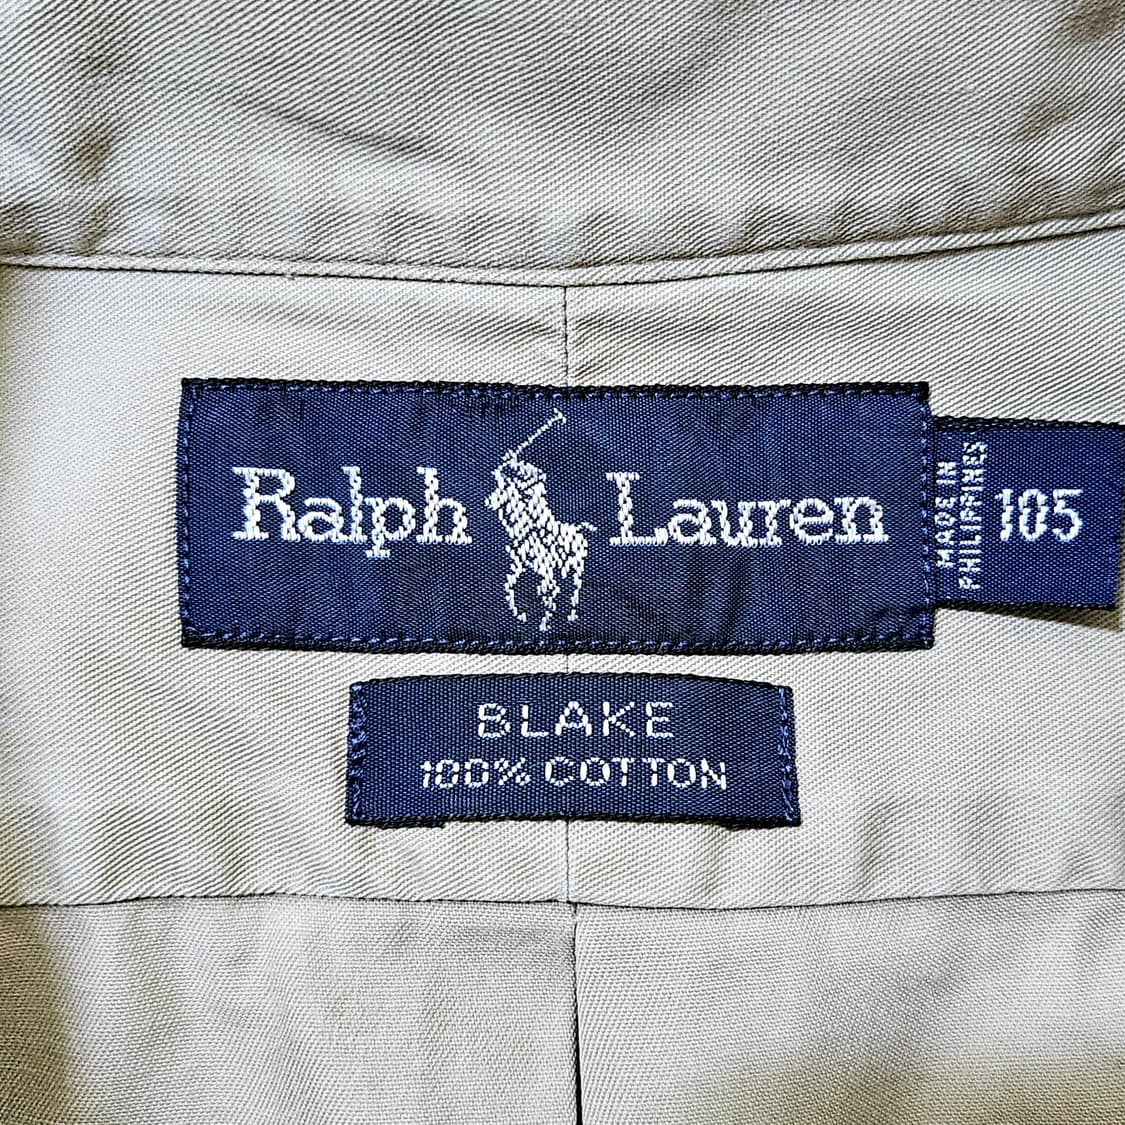 Ralph Lauren
MADE IN
PHILIPPINES
105
BLAKE
100% COTTON